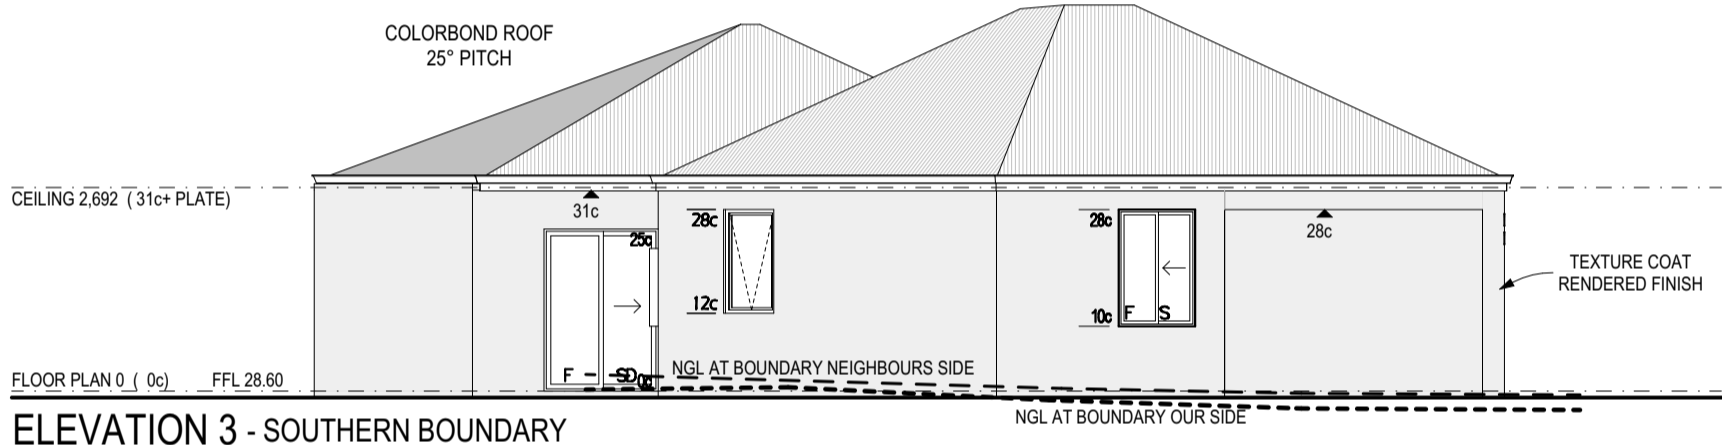 COLORBOND ROOF
25° PITCH
CEILING 2,692 ( 31c+ PLATE)
31c
28c
28c
28c
25c
TEXTURE COAT
RENDERED FINISH
12c
10c F S
NGL AT BOUNDARY NEIGHBOURS SIDE
FLOOR PLAN 0 ( 0c) FFL 28.60
F SD 0c
NGL AT BOUNDARY OUR SIDE
ELEVATION 3 - SOUTHERN BOUNDARY